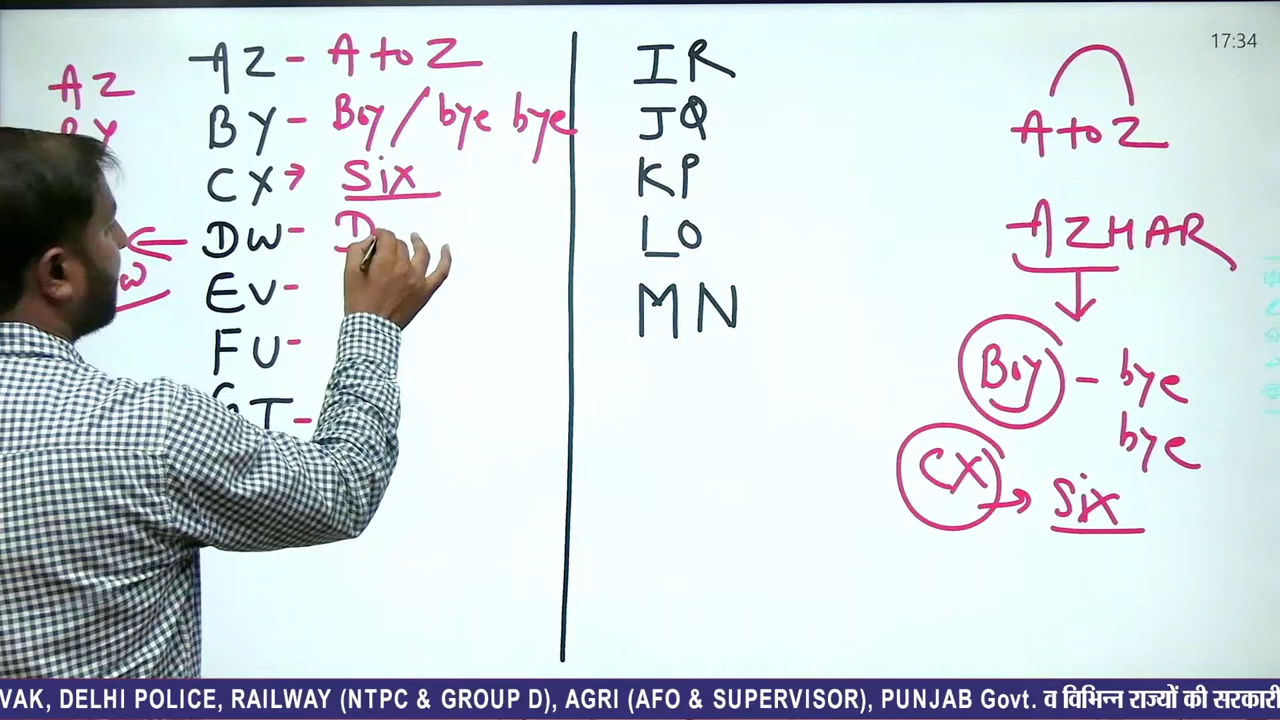 17:34
AZ
BY
AZ - A to Z
BY - Boy / bye bye
CX → Six
DW - D
EV -
FU -
GT -
IR
JQ
KP
LO
MN
A to Z
AZHAR
Boy - bye
bye
CX → Six
VAK, DELHI POLICE, RAILWAY (NTPC & GROUP D), AGRI (AFO & SUPERVISOR), PUNJAB Govt. व विभिन्न राज्यों की सरकारी